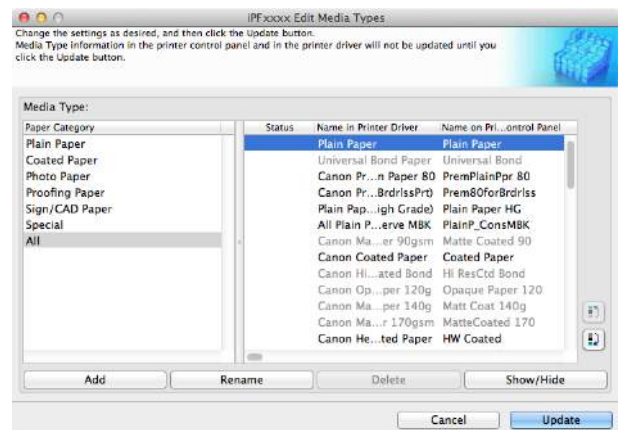 iPFxxxx Edit Media Types
Change the settings as desired, and then click the Update button.
Media Type information in the printer control panel and in the printer driver will not be updated until you
click the Update button.
Media Type:
Paper Category
Plain Paper
Coated Paper
Photo Paper
Proofing Paper
Sign/CAD Paper
Special
All
Status Name in Printer Driver Name on Pri...ontrol Panel
Plain Paper Plain Paper
Universal Bond Paper Universal Bond
Canon Pr...n Paper 80 PremPlainPpr 80
Canon Pr...BrdrlssPrt) Prem80forBrdrlss
Plain Pap...igh Grade) Plain Paper HG
All Plain P...erve MBK PlainP_ConsMBK
Canon Ma...er 90gsm Matte Coated 90
Canon Coated Paper Coated Paper
Canon Hi...ated Bond Hi ResCtd Bond
Canon Op...per 120g Opaque Paper 120
Canon Ma...per 140g Matt Coat 140g
Canon Ma...r 170gsm MatteCoated 170
Canon He...ted Paper HW Coated
Add Rename Delete Show/Hide
Cancel Update